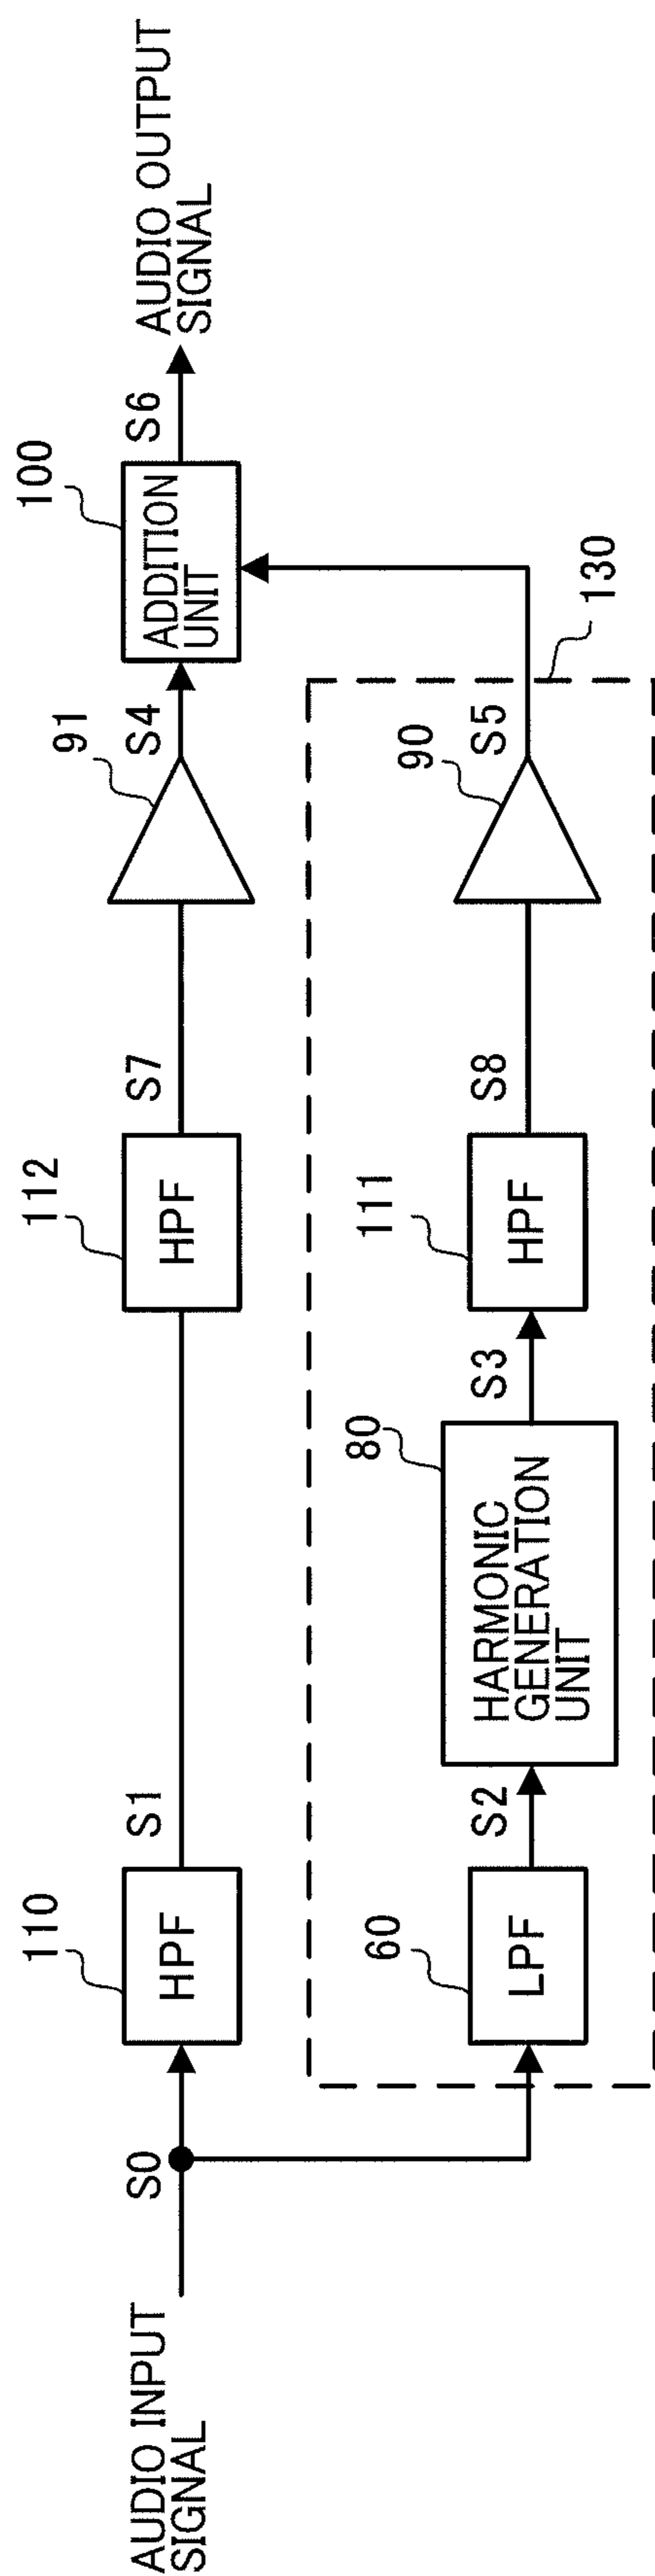 AUDIO INPUT
SIGNAL
S0
110
HPF
S1
112
HPF
S7
91
S4
100
ADDITION
UNIT
S6
AUDIO OUTPUT
SIGNAL
60
LPF
S2
80
HARMONIC
GENERATION
UNIT
S3
111
HPF
S8
90
S5
130